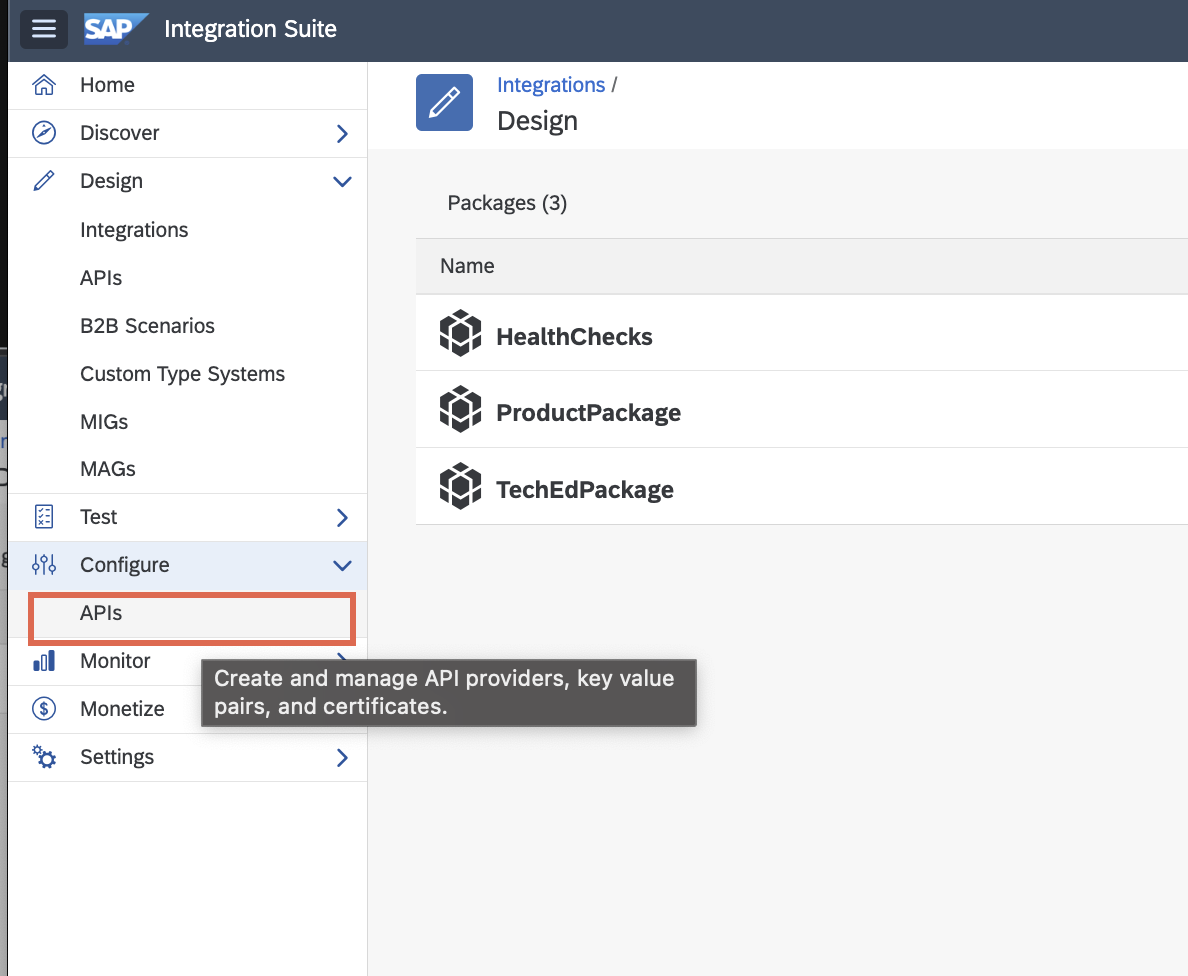 SAP Integration Suite
Home
Discover
Design
Integrations
APIs
B2B Scenarios
Custom Type Systems
MIGs
MAGs
Test
Configure
APIs
Monitor
Monetize
Settings
Create and manage API providers, key value
pairs, and certificates.
Integrations /
Design
Packages (3)
Name
HealthChecks
ProductPackage
TechEdPackage